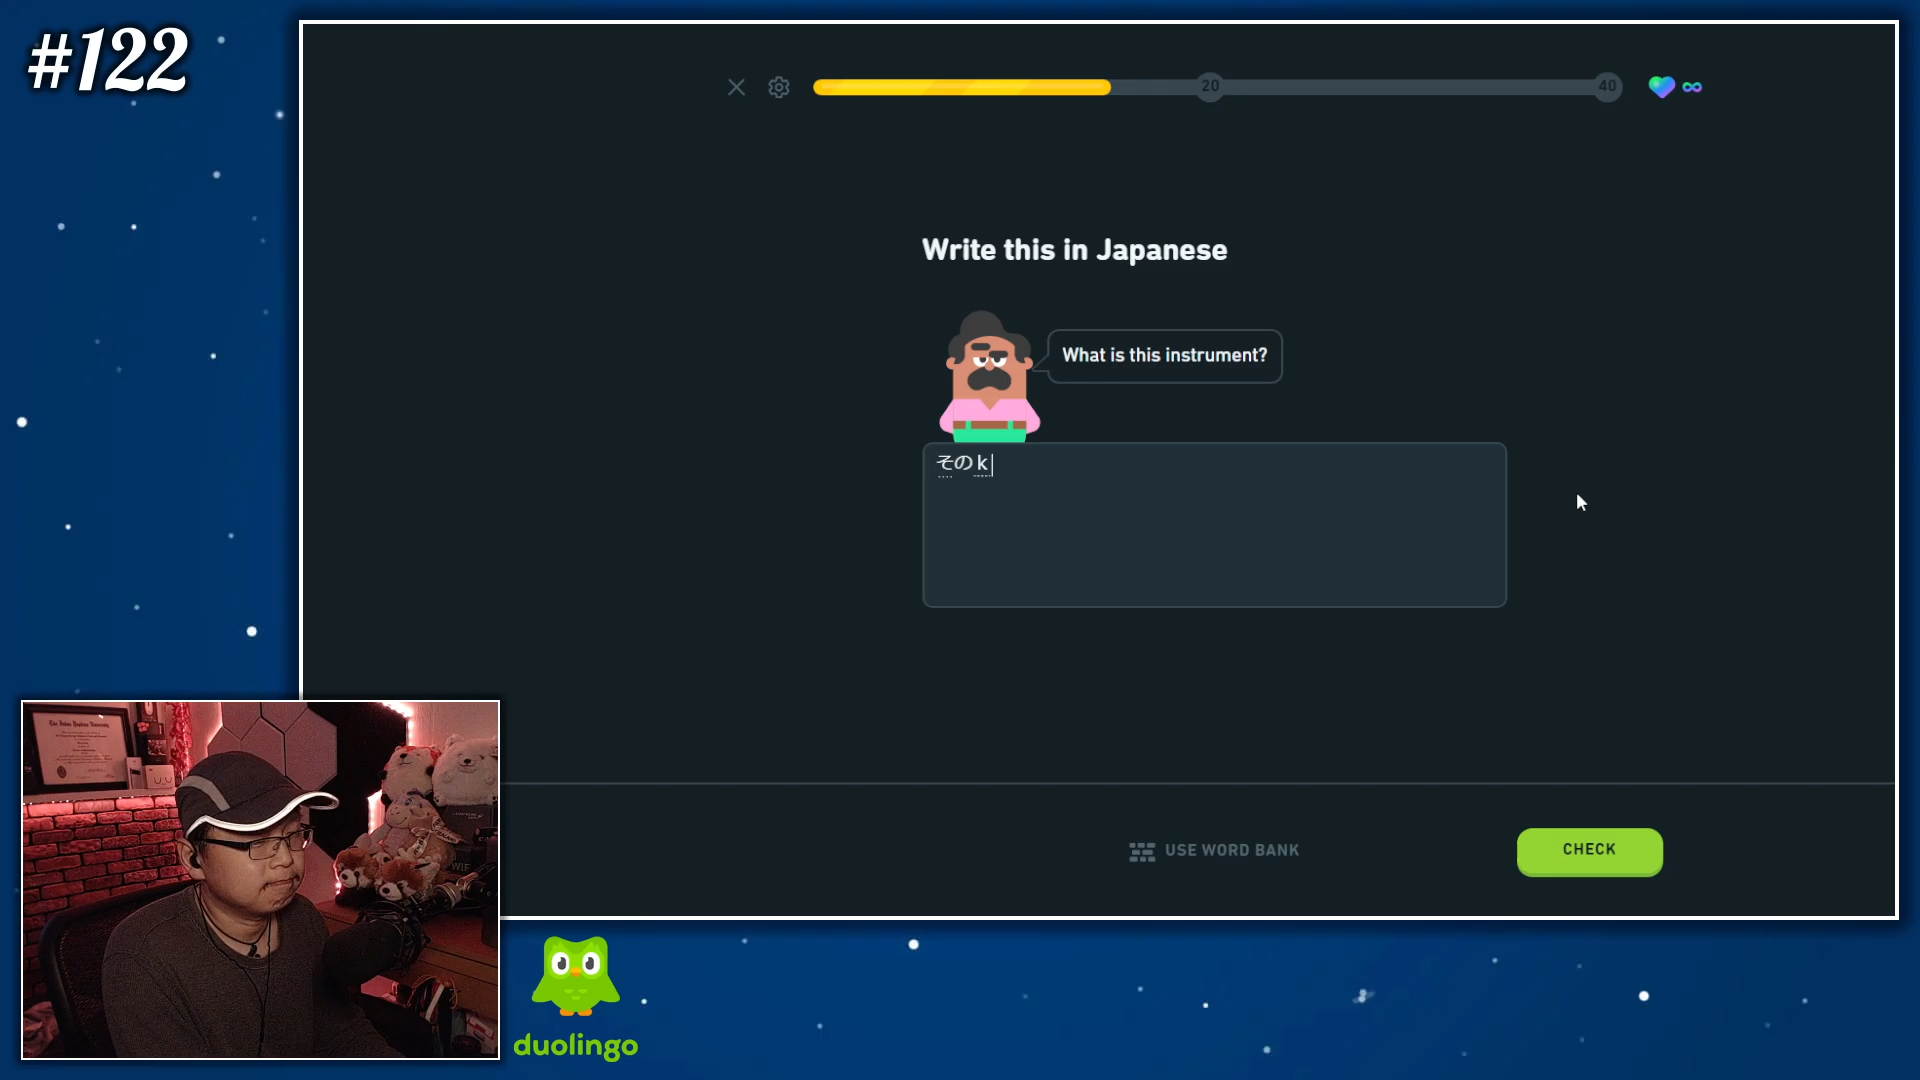 #122
20
40
∞
Write this in Japanese
What is this instrument?
そのk
USE WORD BANK
CHECK
duolingo